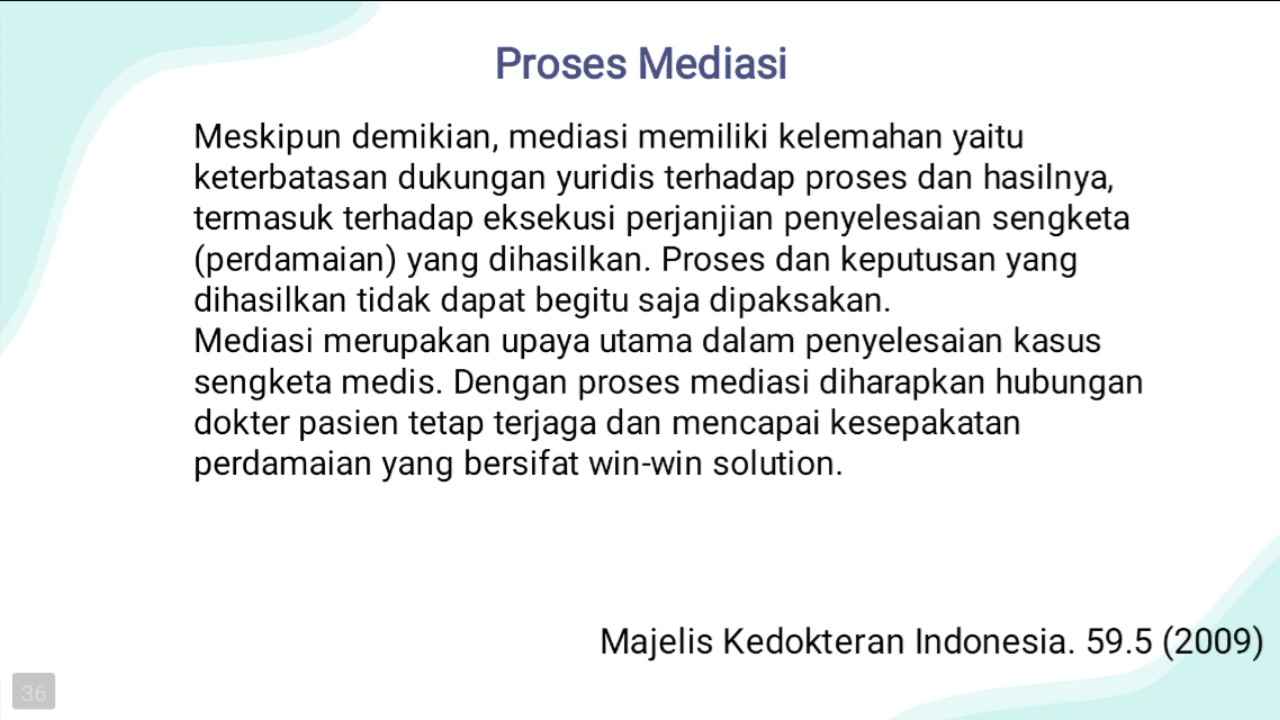 Proses Mediasi
Meskipun demikian, mediasi memiliki kelemahan yaitu
keterbatasan dukungan yuridis terhadap proses dan hasilnya,
termasuk terhadap eksekusi perjanjian penyelesaian sengketa
(perdamaian) yang dihasilkan. Proses dan keputusan yang
dihasilkan tidak dapat begitu saja dipaksakan.
Mediasi merupakan upaya utama dalam penyelesaian kasus
sengketa medis. Dengan proses mediasi diharapkan hubungan
dokter pasien tetap terjaga dan mencapai kesepakatan
perdamaian yang bersifat win-win solution.
Majelis Kedokteran Indonesia. 59.5 (2009)
36